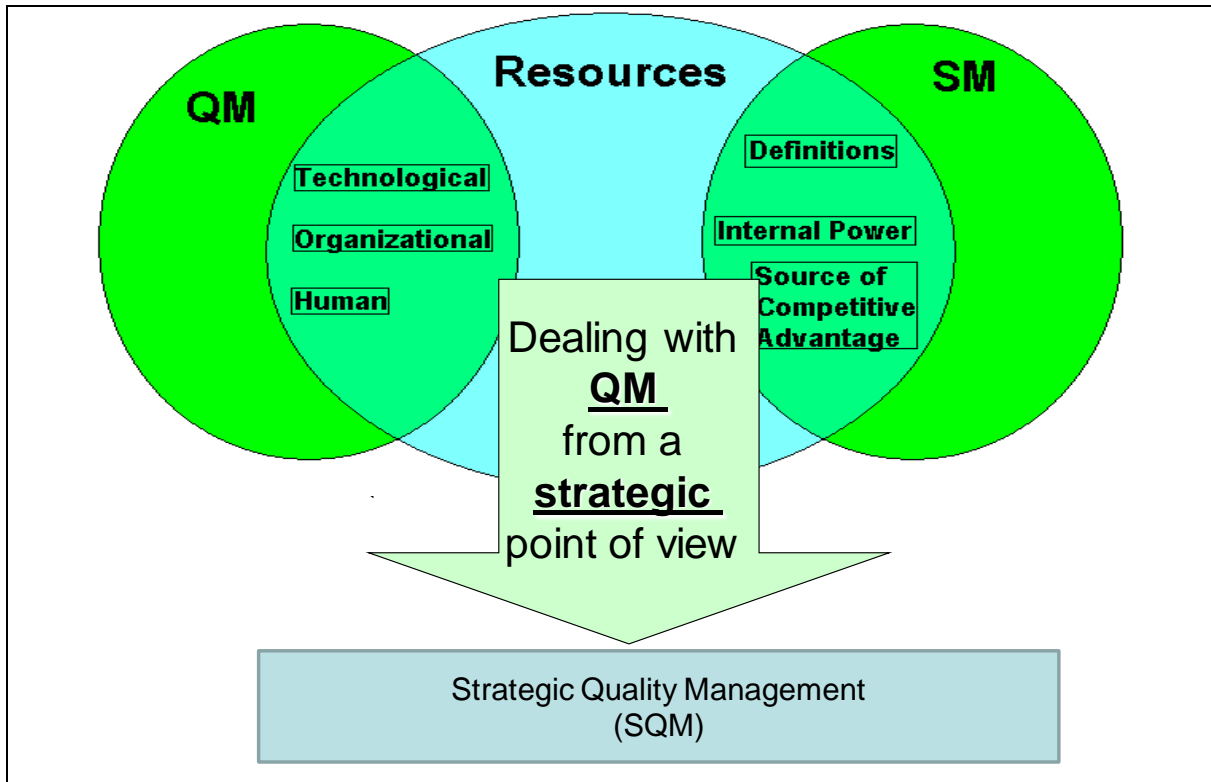 QM
Resources
SM
Technological
Organizational
Human
Definitions
Internal Power
Source of
Competitive
Advantage
Dealing with
QM
from a
strategic
point of view
Strategic Quality Management
(SQM)